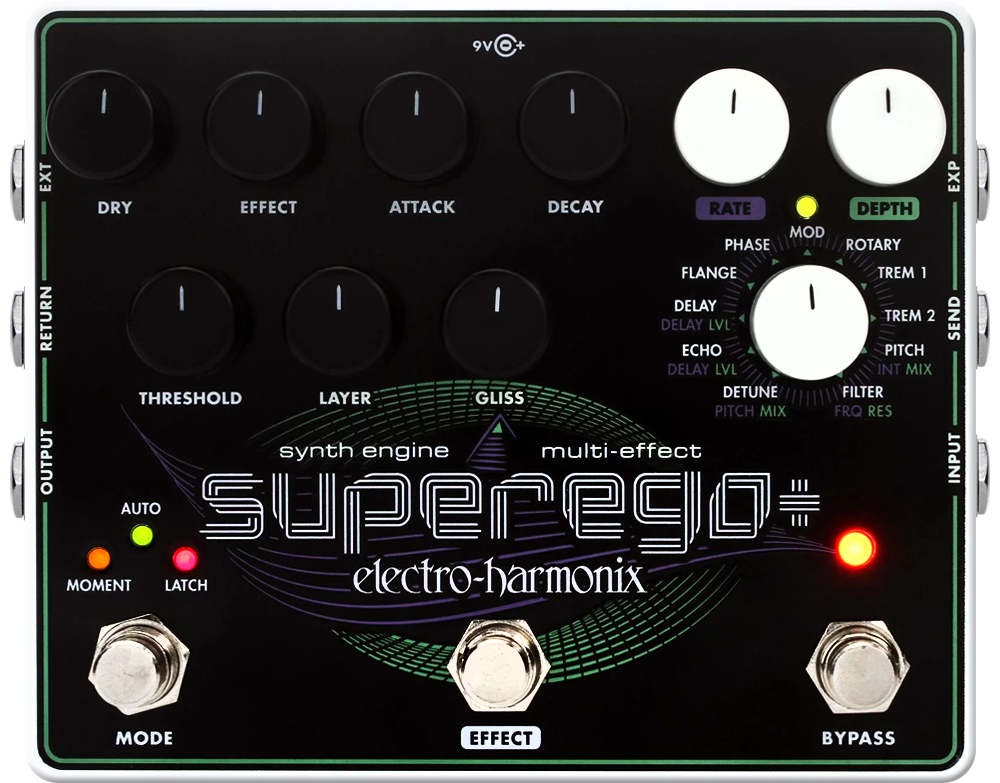 9V
DRY EFFECT ATTACK DECAY RATE DEPTH
EXT
EXP
MOD
PHASE ROTARY
FLANGE TREM 1
DELAY TREM 2
DELAY LVL
ECHO PITCH
DELAY LVL INT MIX
DETUNE FILTER
PITCH MIX FRQ RES
RETURN
SEND
THRESHOLD LAYER GLISS
OUTPUT
INPUT
synth engine multi-effect
superego+
electro-harmonix
AUTO
MOMENT LATCH
MODE EFFECT BYPASS